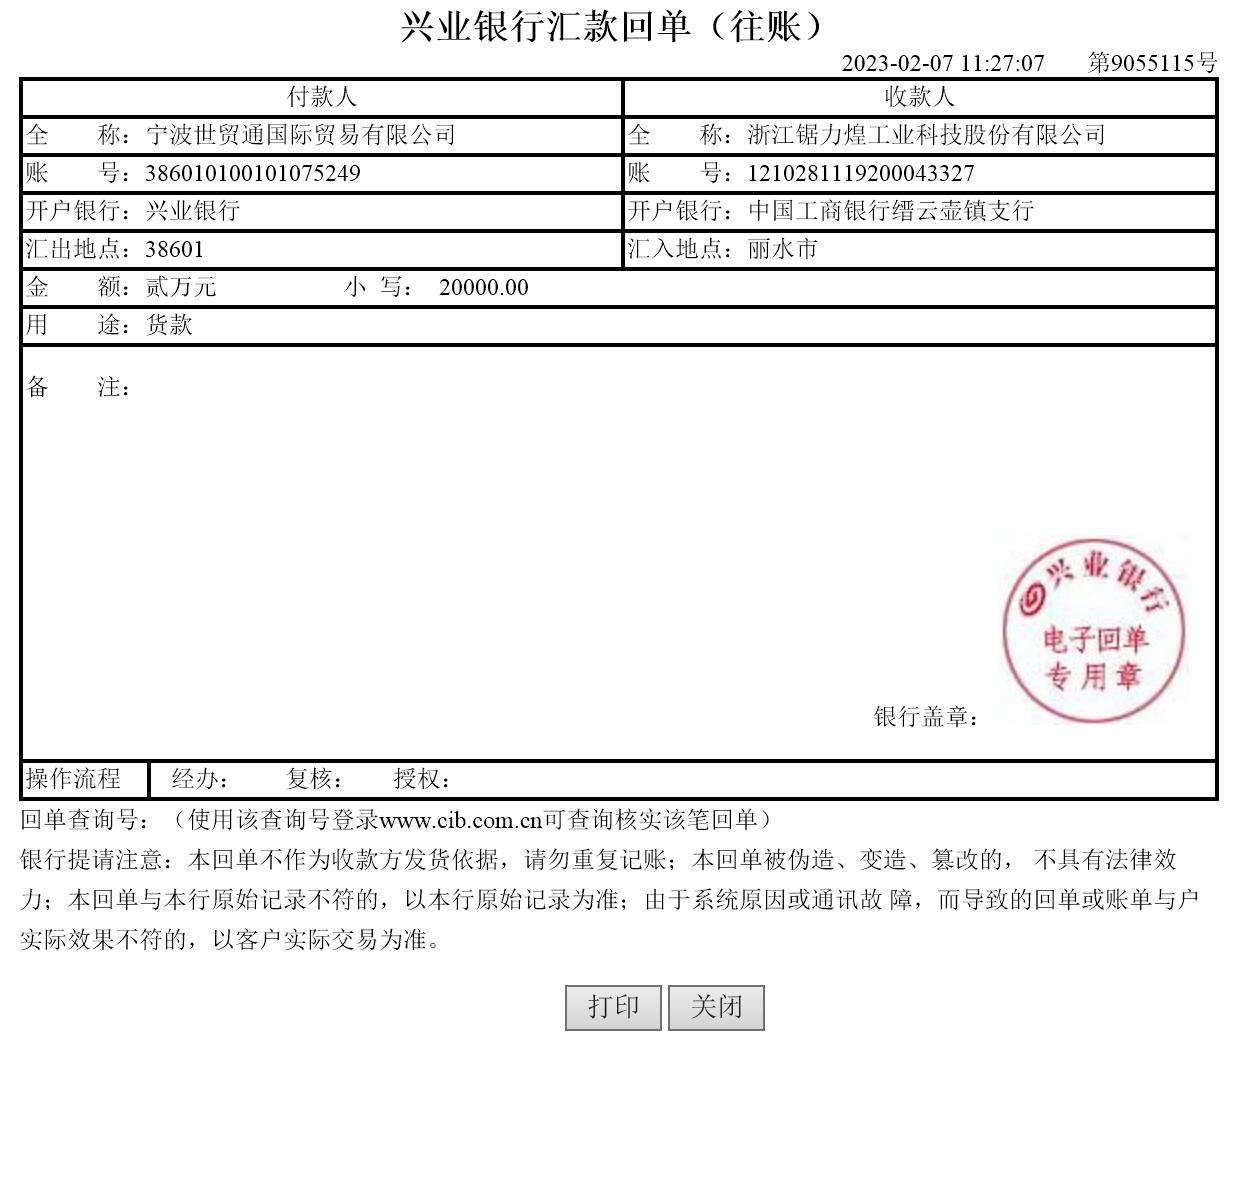 兴业银行汇款回单（往账）
2023-02-07 11:27:07 第9055115号
付款人 收款人
全 称：宁波世贸通国际贸易有限公司 全 称：浙江锯力煌工业科技股份有限公司
账 号：386010100101075249 账 号：1210281119200043327
开户银行：兴业银行 开户银行：中国工商银行缙云壶镇支行
汇出地点：38601 汇入地点：丽水市
金 额：贰万元 小 写： 20000.00
用 途：货款
备 注：
兴业银行
电子回单
专用章
银行盖章：
操作流程 经办： 复核： 授权：
回单查询号：（使用该查询号登录www.cib.com.cn可查询核实该笔回单）
银行提请注意：本回单不作为收款方发货依据，请勿重复记账；本回单被伪造、变造、篡改的， 不具有法律效
力；本回单与本行原始记录不符的，以本行原始记录为准；由于系统原因或通讯故 障，而导致的回单或账单与户
实际效果不符的，以客户实际交易为准。
打印 关闭